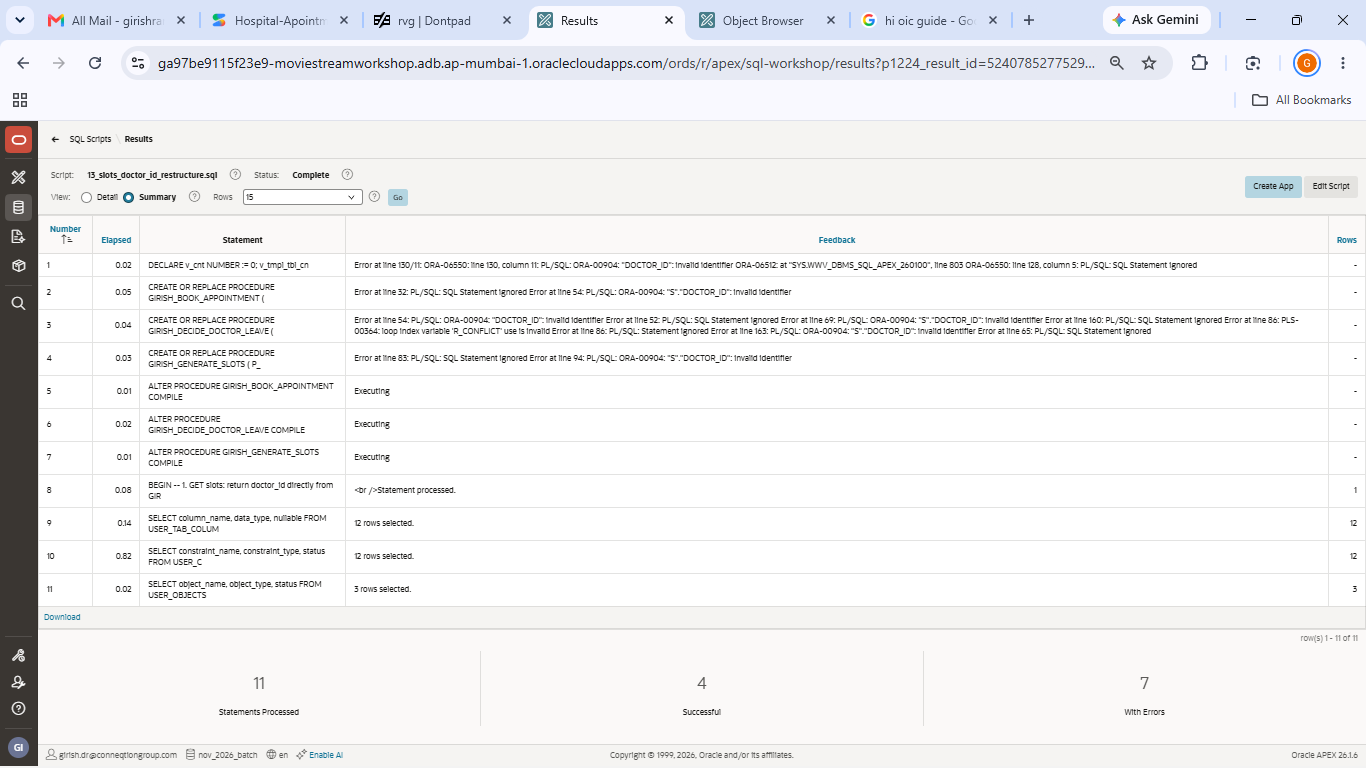 All Mail - girishrar
Hospital-Appointm
rvg | Dontpad
Results
Object Browser
hi oic guide - Goo
Ask Gemini
ga97be9115f23e9-moviestreamworkshop.adb.ap-mumbai-1.oraclecloudapps.com/ords/r/apex/sql-workshop/results?p1224_result_id=5240785277529...
G
All Bookmarks
SQL Scripts \ Results
Script: 13_slots_doctor_id_restructure.sql ? Status: Complete ?
View: Detail Summary ? Rows 15 ? Go
Create App Edit Script
Number Elapsed Statement Feedback Rows
1 0.02 DECLARE v_cnt NUMBER := 0; v_tmpl_tbl_cn Error at line 130/11: ORA-06550: line 130, column 11: PL/SQL: ORA-00904: "DOCTOR_ID": invalid identifier ORA-06512: at "SYS.WWV_DBMS_SQL_APEX_260100", line 803 ORA-06550: line 128, column 5: PL/SQL: SQL Statement ignored -
2 0.05 CREATE OR REPLACE PROCEDURE
GIRISH_BOOK_APPOINTMENT ( Error at line 32: PL/SQL: SQL Statement ignored Error at line 54: PL/SQL: ORA-00904: "S"."DOCTOR_ID": invalid identifier -
3 0.04 CREATE OR REPLACE PROCEDURE
GIRISH_DECIDE_DOCTOR_LEAVE (
Error at line 54: PL/SQL: ORA-00904: "DOCTOR_ID": invalid identifier Error at line 52: PL/SQL: SQL Statement ignored Error at line 69: PL/SQL: ORA-00904: "S"."DOCTOR_ID": invalid identifier Error at line 160: PL/SQL: SQL Statement ignored Error at line 86: PLS-
00364: loop index variable 'R_CONFLICT' use is invalid Error at line 86: PL/SQL: Statement ignored Error at line 163: PL/SQL: ORA-00904: "S"."DOCTOR_ID": invalid identifier Error at line 65: PL/SQL: SQL Statement ignored -
4 0.03 CREATE OR REPLACE PROCEDURE
GIRISH_GENERATE_SLOTS ( P_ Error at line 83: PL/SQL: SQL Statement ignored Error at line 94: PL/SQL: ORA-00904: "S"."DOCTOR_ID": invalid identifier -
5 0.01 ALTER PROCEDURE GIRISH_BOOK_APPOINTMENT
COMPILE Executing -
6 0.02 ALTER PROCEDURE
GIRISH_DECIDE_DOCTOR_LEAVE COMPILE Executing -
7 0.01 ALTER PROCEDURE GIRISH_GENERATE_SLOTS
COMPILE Executing -
8 0.08 BEGIN -- 1. GET slots: return doctor_id directly from
GIR <br />Statement processed. 1
9 0.14 SELECT column_name, data_type, nullable FROM
USER_TAB_COLUM 12 rows selected. 12
10 0.82 SELECT constraint_name, constraint_type, status
FROM USER_C 12 rows selected. 12
11 0.02 SELECT object_name, object_type, status FROM
USER_OBJECTS 3 rows selected. 3
Download
row(s) 1 - 11 of 11
11 4 7
Statements Processed Successful With Errors
GI
girish.dr@conneqtiongroup.com nov_2026_batch en Enable AI
Copyright © 1999, 2026, Oracle and/or its affiliates.
Oracle APEX 26.1.6